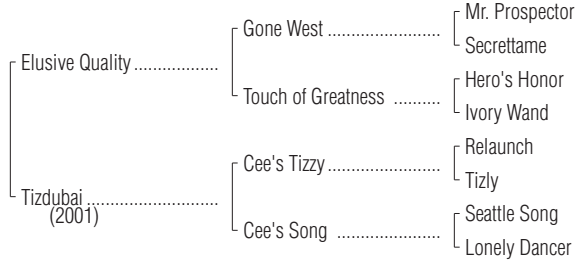 Mr. Prospector
Gone West ....................
Secrettame
Elusive Quality ...............
Hero's Honor
Touch of Greatness ..........
Ivory Wand
Relaunch
Cee's Tizzy ....................
Tizly
Tizdubai ........................
(2001)
Seattle Song
Cee's Song ..................
Lonely Dancer